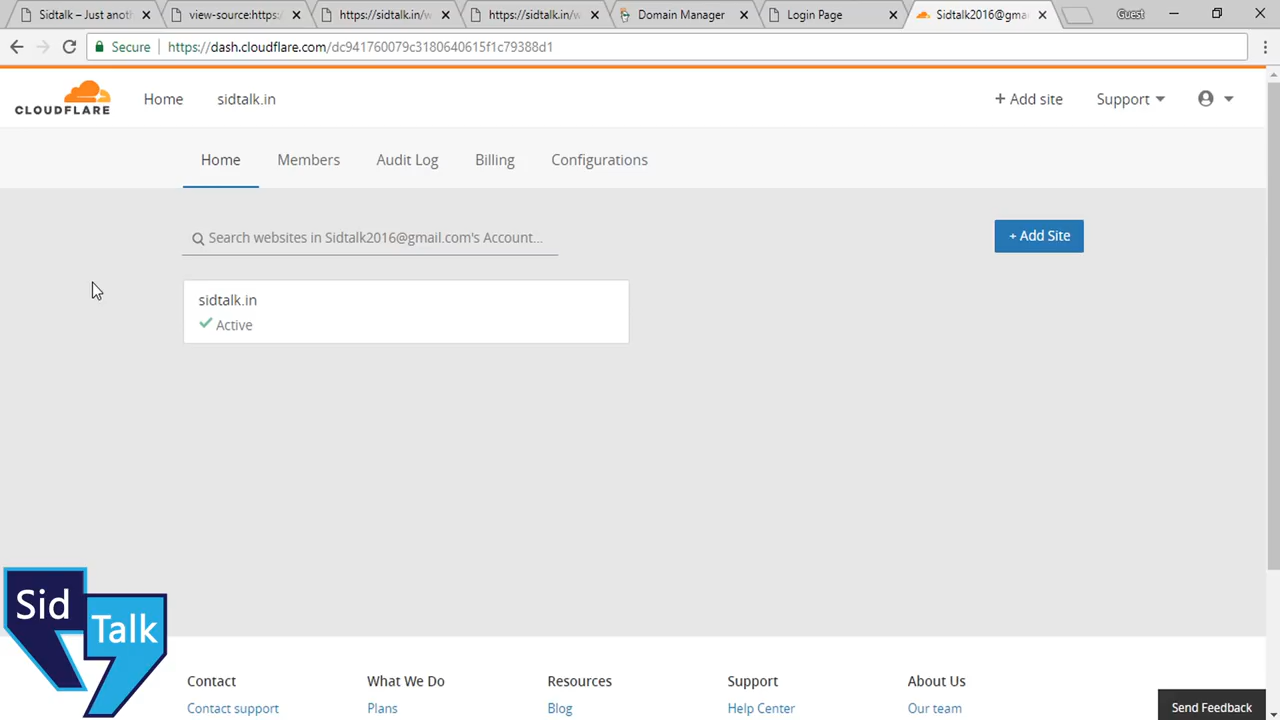 Sidtalk – Just anot
view-source:https:
https://sidtalk.in/w
https://sidtalk.in/w
Domain Manager
Login Page
Sidtalk2016@gma
Guest
Secure
https://dash.cloudflare.com/dc941760079c3180640615f1c79388d1
CLOUDFLARE
Home
sidtalk.in
+ Add site
Support
Home
Members
Audit Log
Billing
Configurations
Search websites in Sidtalk2016@gmail.com's Account...
+ Add Site
sidtalk.in
Active
Sid
Talk
Contact
What We Do
Resources
Support
About Us
Contact support
Plans
Blog
Help Center
Our team
Send Feedback